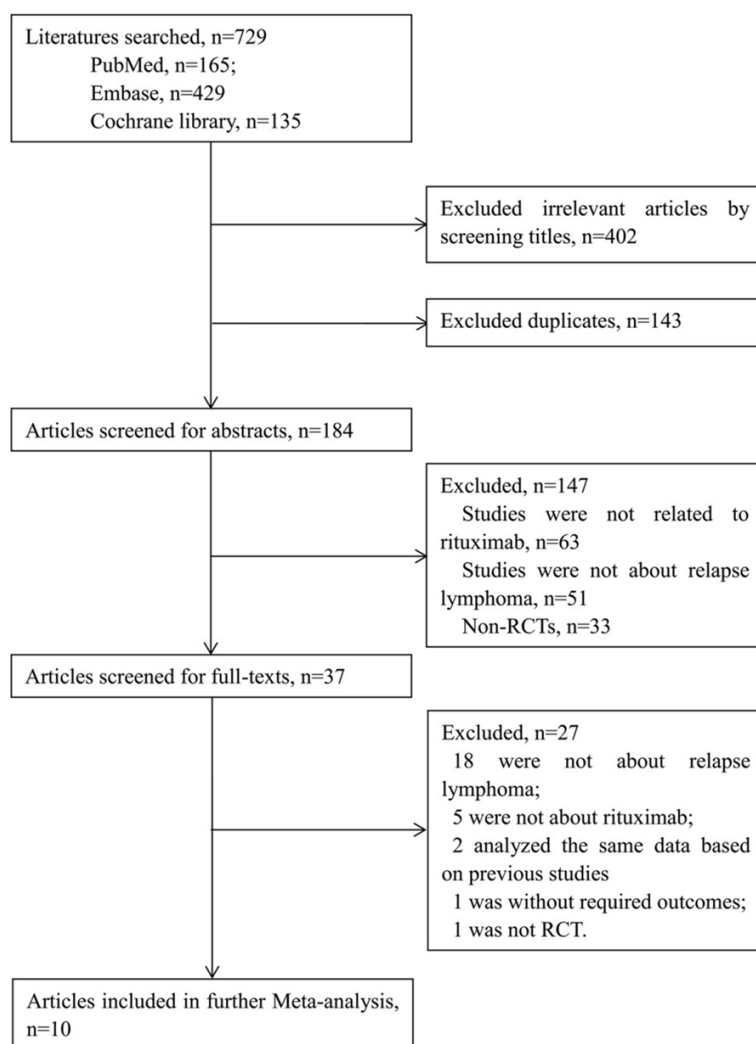 Literatures searched, n=729
PubMed, n=165;
Embase, n=429
Cochrane library, n=135
Excluded irrelevant articles by
screening titles, n=402
Excluded duplicates, n=143
Articles screened for abstracts, n=184
Excluded, n=147
Studies were not related to
rituximab, n=63
Studies were not about relapse
lymphoma, n=51
Non-RCTs, n=33
Articles screened for full-texts, n=37
Excluded, n=27
18 were not about relapse
lymphoma;
5 were not about rituximab;
2 analyzed the same data based
on previous studies
1 was without required outcomes;
1 was not RCT.
Articles included in further Meta-analysis,
n=10